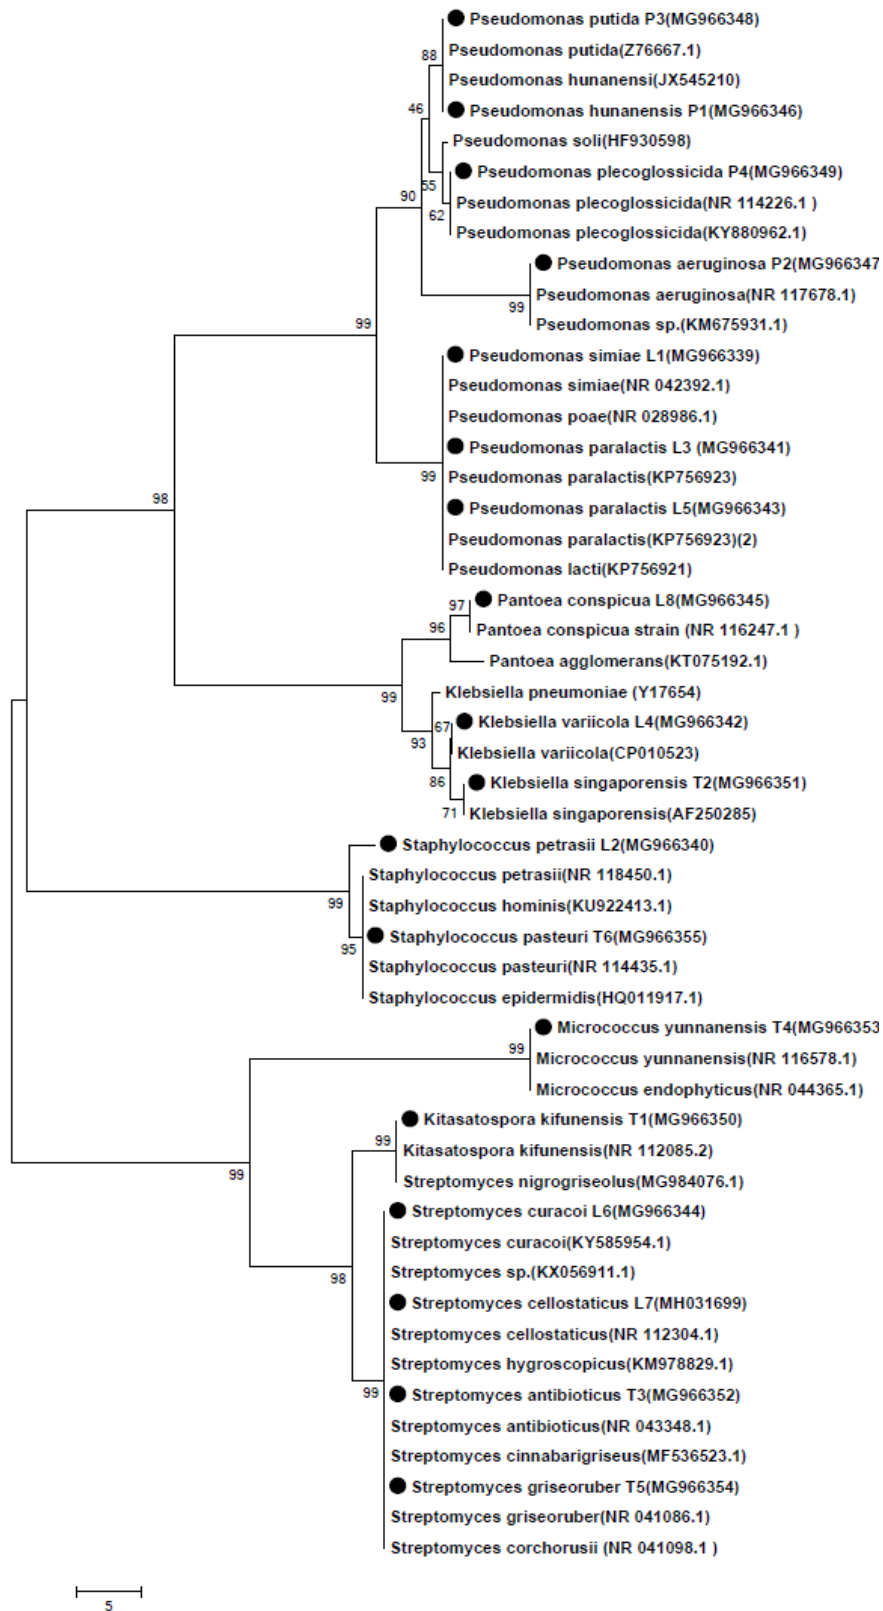 Pseudomonas putida P3(MG966348)
88
Pseudomonas putida(Z76667.1)
Pseudomonas hunanensi(JX545210)
46
Pseudomonas hunanensis P1(MG966346)
Pseudomonas soli(HF930598)
Pseudomonas plecoglossicida P4(MG966349)
55
90
Pseudomonas plecoglossicida(NR 114226.1 )
62
Pseudomonas plecoglossicida(KY880962.1)
Pseudomonas aeruginosa P2(MG966347
Pseudomonas aeruginosa(NR 117678.1)
99
Pseudomonas sp.(KM675931.1)
99
Pseudomonas simiae L1(MG966339)
Pseudomonas simiae(NR 042392.1)
Pseudomonas poae(NR 028986.1)
Pseudomonas paralactis L3 (MG966341)
99
Pseudomonas paralactis(KP756923)
98
Pseudomonas paralactis L5(MG966343)
Pseudomonas paralactis(KP756923)(2)
Pseudomonas lacti(KP756921)
97
Pantoea conspicua L8(MG966345)
96
Pantoea conspicua strain (NR 116247.1 )
Pantoea agglomerans(KT075192.1)
99
Klebsiella pneumoniae (Y17654)
67
Klebsiella variicola L4(MG966342)
93
Klebsiella variicola(CP010523)
86
Klebsiella singaporensis T2(MG966351)
71
Klebsiella singaporensis(AF250285)
Staphylococcus petrasii L2(MG966340)
Staphylococcus petrasii(NR 118450.1)
99
Staphylococcus hominis(KU922413.1)
Staphylococcus pasteuri T6(MG966355)
95
Staphylococcus pasteuri(NR 114435.1)
Staphylococcus epidermidis(HQ011917.1)
Micrococcus yunnanensis T4(MG966353
99
Micrococcus yunnanensis(NR 116578.1)
Micrococcus endophyticus(NR 044365.1)
Kitasatospora kifunensis T1(MG966350)
99
Kitasatospora kifunensis(NR 112085.2)
99
Streptomyces nigrogriseolus(MG984076.1)
Streptomyces curacoi L6(MG966344)
Streptomyces curacoi(KY585954.1)
98
Streptomyces sp.(KX056911.1)
Streptomyces cellostaticus L7(MH031699)
Streptomyces cellostaticus(NR 112304.1)
Streptomyces hygroscopicus(KM978829.1)
99
Streptomyces antibioticus T3(MG966352)
Streptomyces antibioticus(NR 043348.1)
Streptomyces cinnabarigriseus(MF536523.1)
Streptomyces griseoruber T5(MG966354)
Streptomyces griseoruber(NR 041086.1)
Streptomyces corchorusii (NR 041098.1 )
5